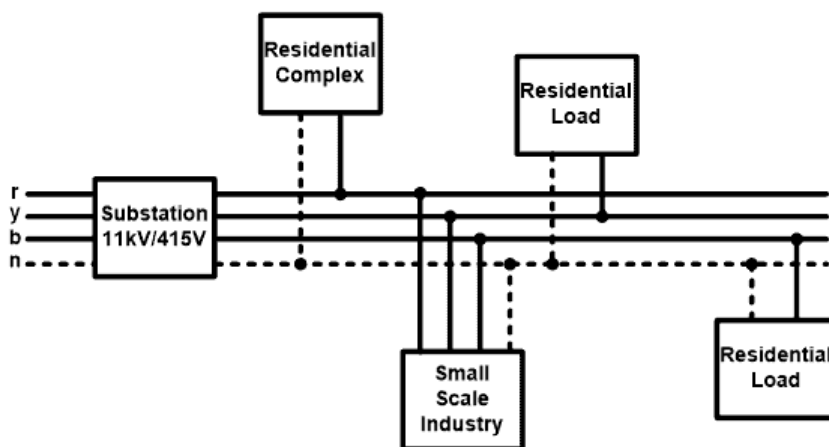 Residential
Complex
Residential
Load
r
y
b
n
Substation
11kV/415V
Small
Scale
Industry
Residential
Load